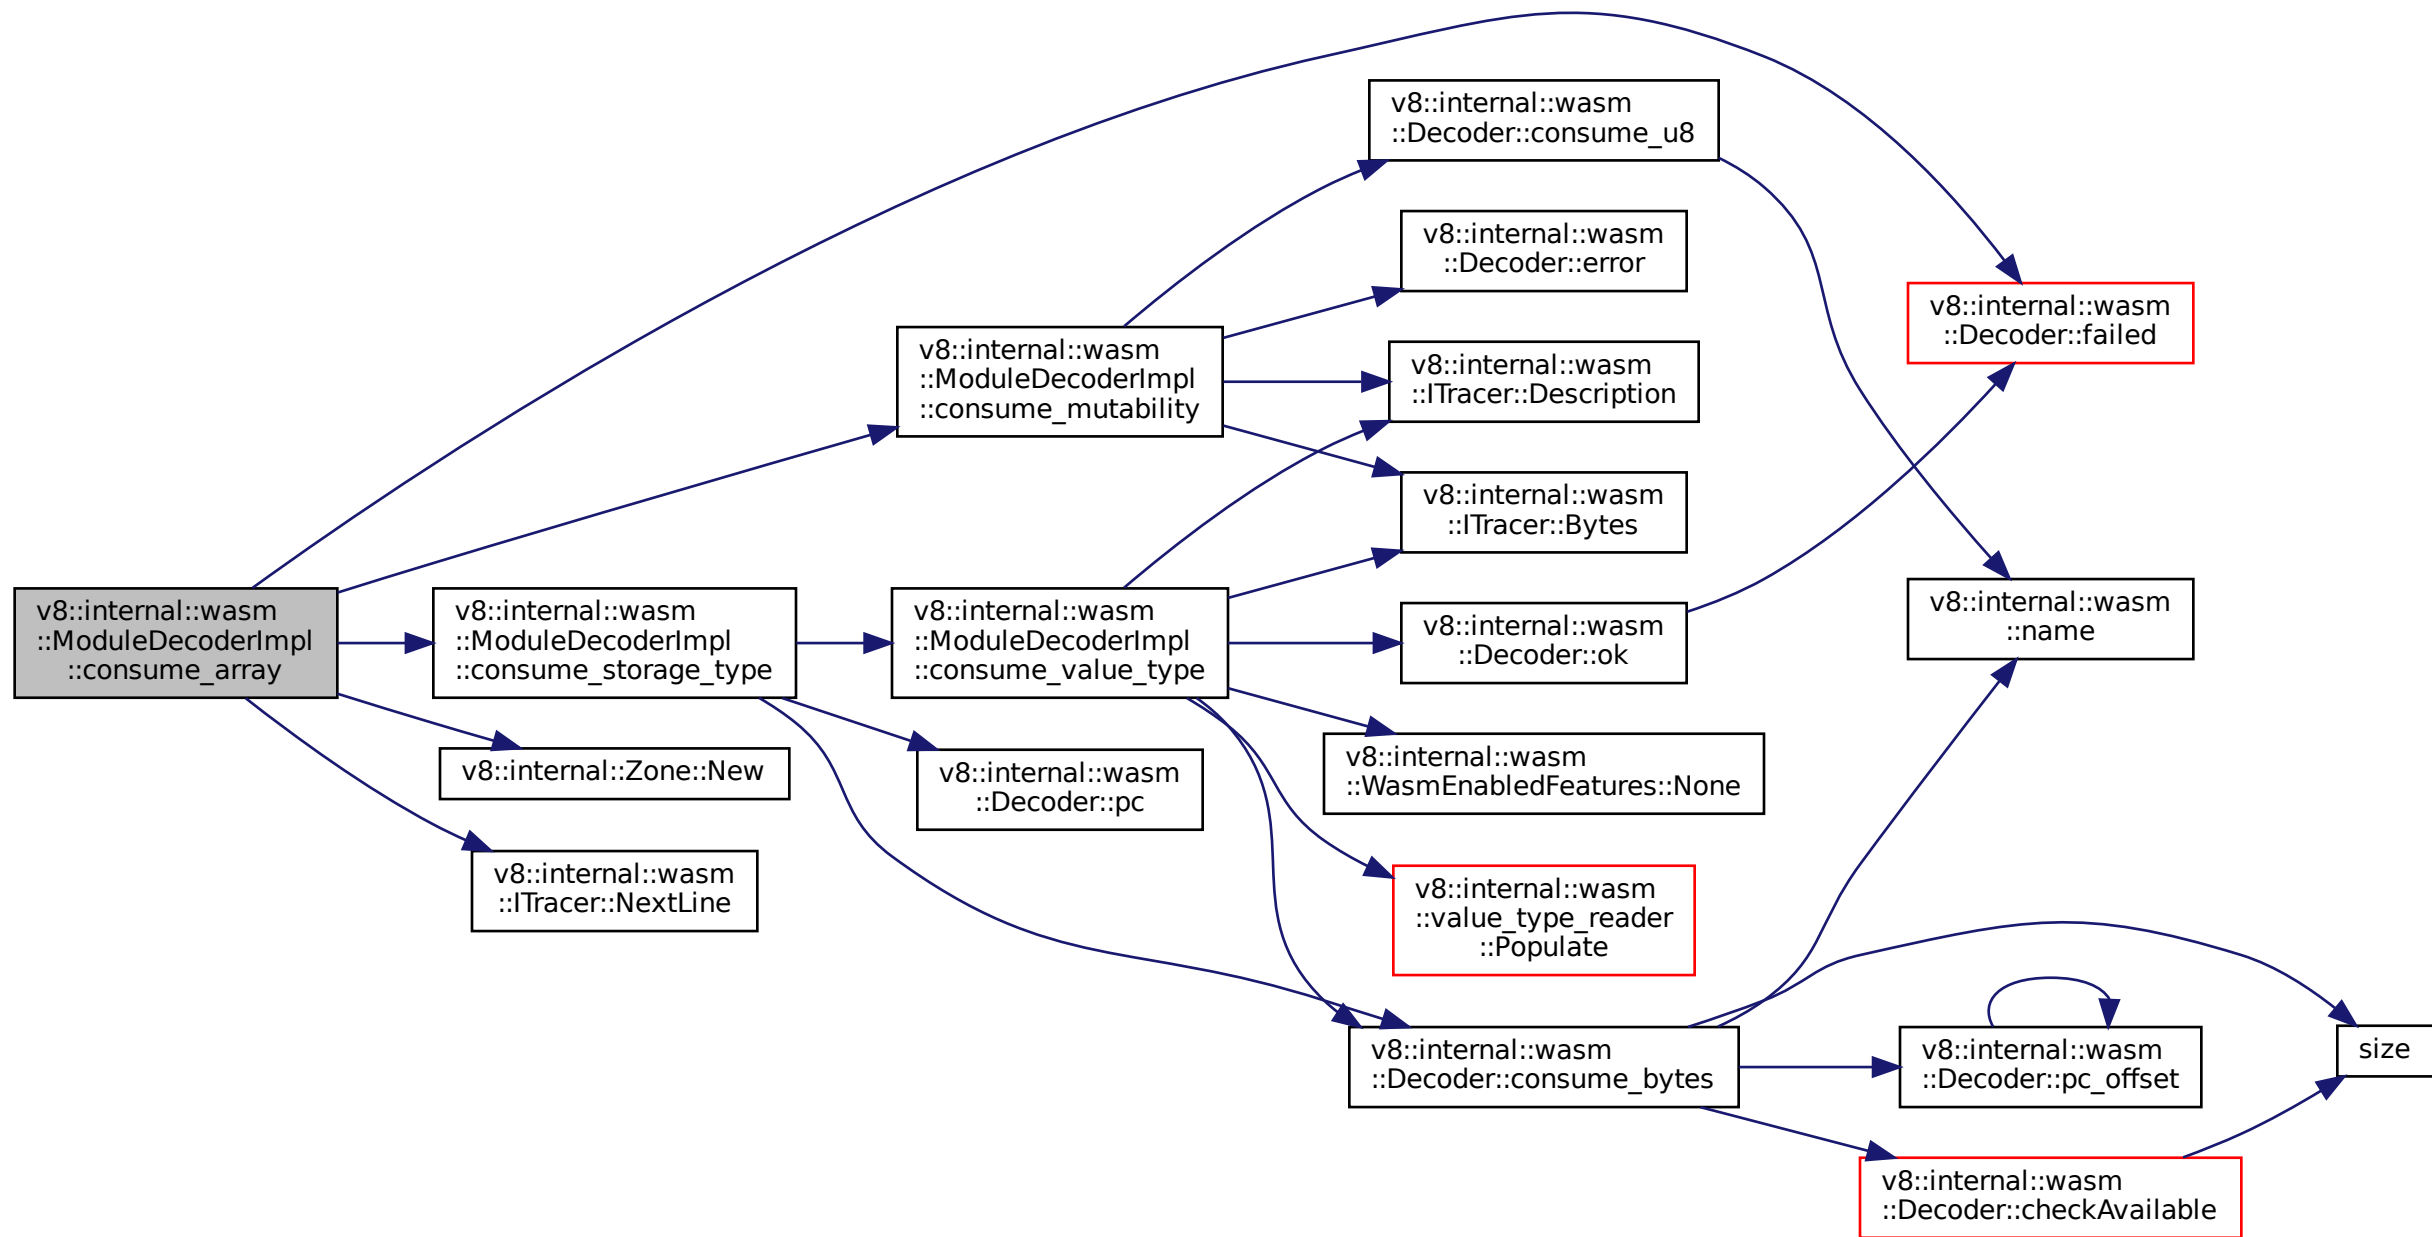 v8::internal::wasm
::ModuleDecoderImpl
::consume_array
v8::internal::wasm
::ModuleDecoderImpl
::consume_storage_type
v8::internal::Zone::New
v8::internal::wasm
::ITracer::NextLine
v8::internal::wasm
::ModuleDecoderImpl
::consume_mutability
v8::internal::wasm
::ModuleDecoderImpl
::consume_value_type
v8::internal::wasm
::Decoder::pc
v8::internal::wasm
::Decoder::consume_u8
v8::internal::wasm
::Decoder::error
v8::internal::wasm
::ITracer::Description
v8::internal::wasm
::ITracer::Bytes
v8::internal::wasm
::Decoder::ok
v8::internal::wasm
::WasmEnabledFeatures::None
v8::internal::wasm
::value_type_reader
::Populate
v8::internal::wasm
::Decoder::consume_bytes
v8::internal::wasm
::Decoder::failed
v8::internal::wasm
::name
v8::internal::wasm
::Decoder::pc_offset
v8::internal::wasm
::Decoder::checkAvailable
size